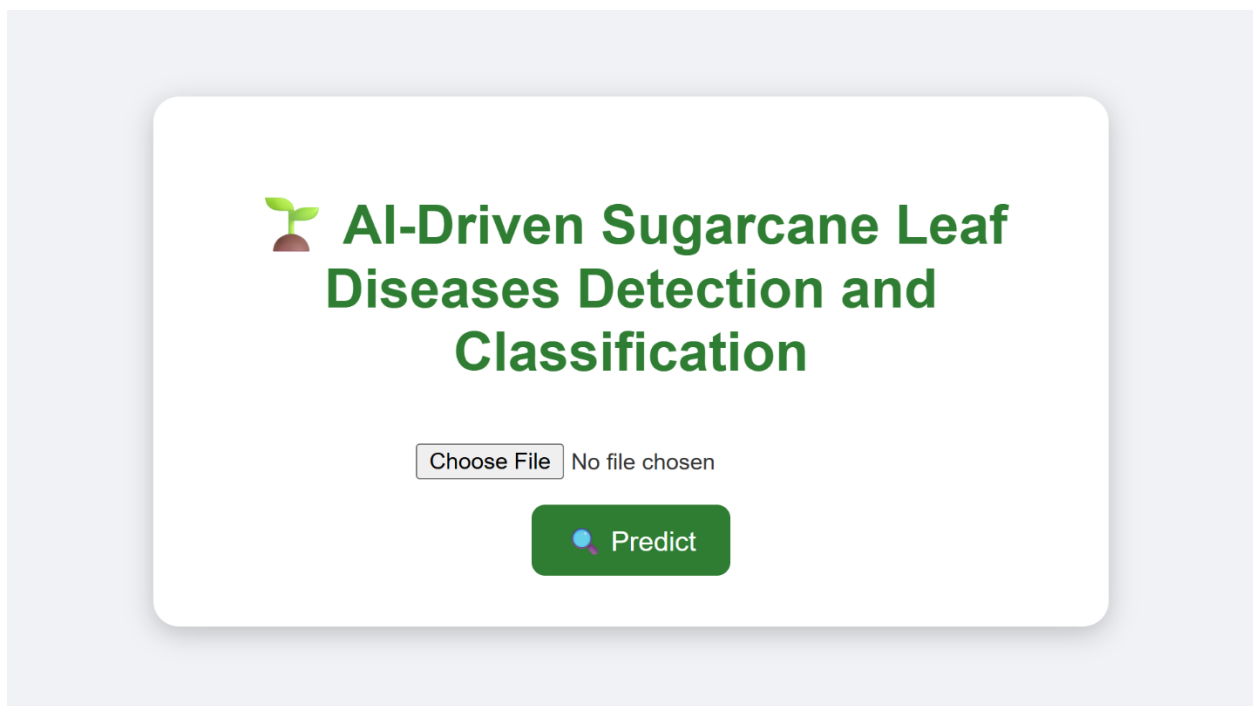 🌱 AI-Driven Sugarcane Leaf
Diseases Detection and
Classification
Choose File No file chosen
🔍 Predict